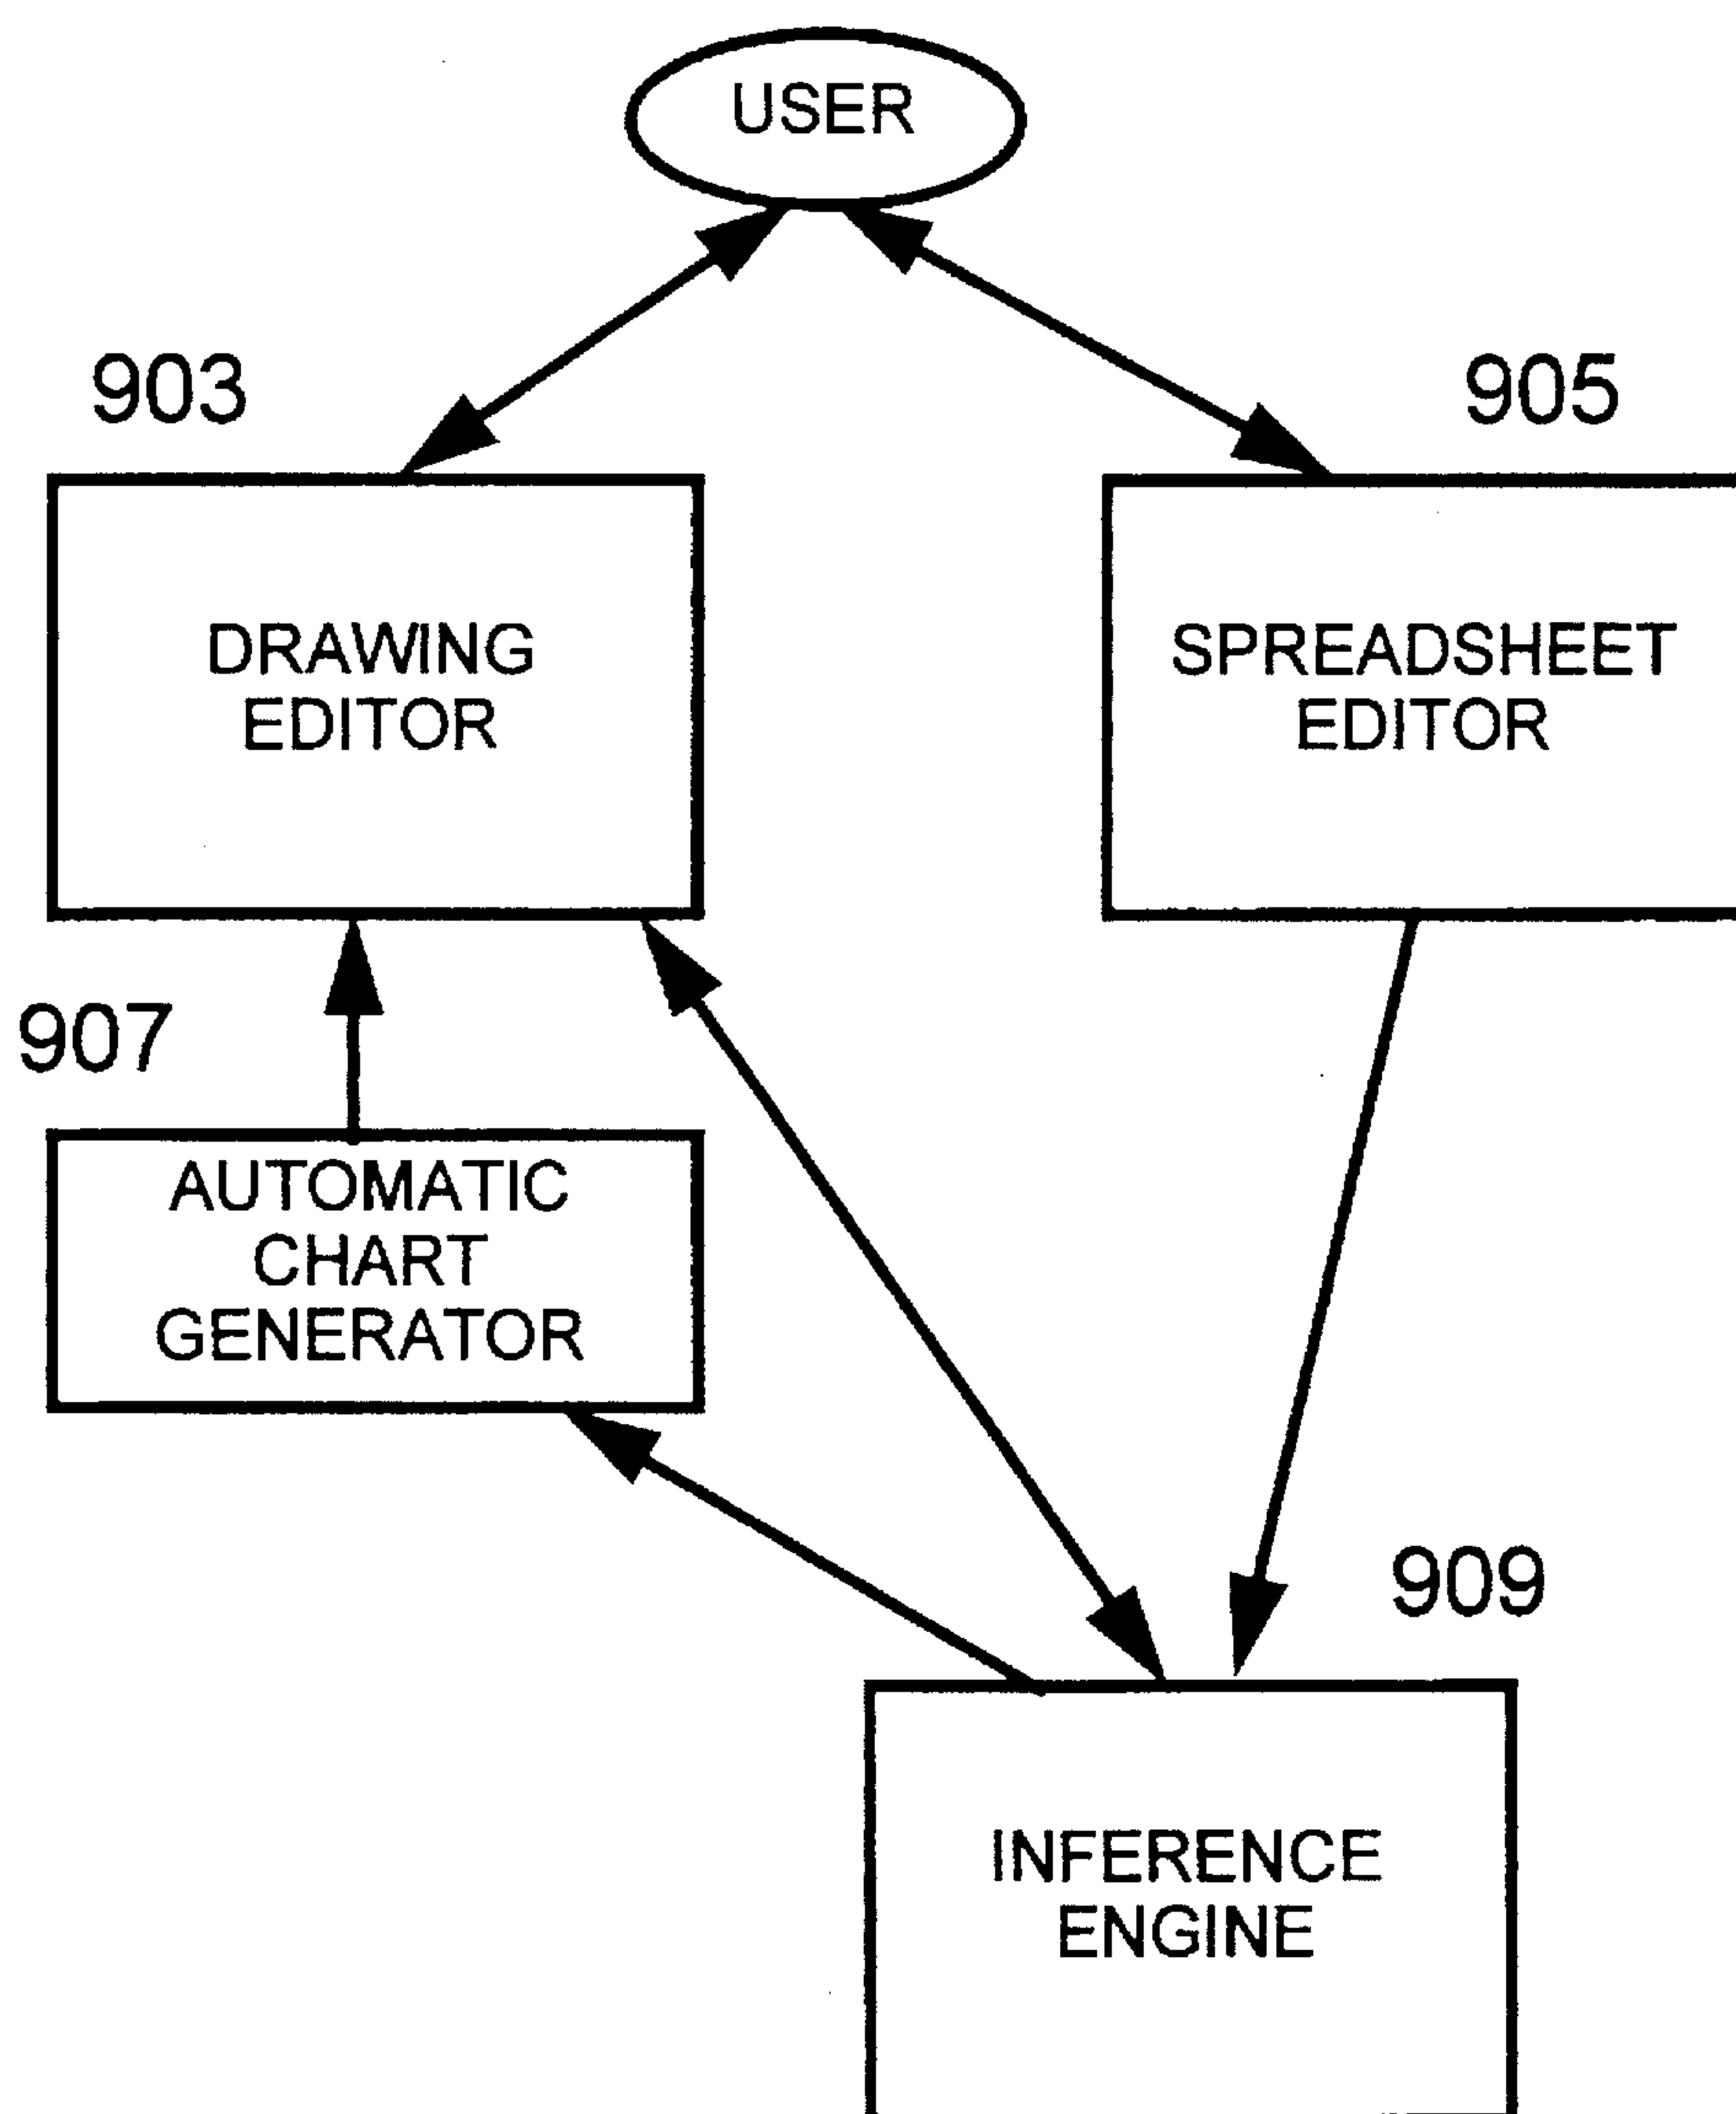 USER
903
905
DRAWING
EDITOR
SPREADSHEET
EDITOR
907
AUTOMATIC
CHART
GENERATOR
909
INFERENCE
ENGINE